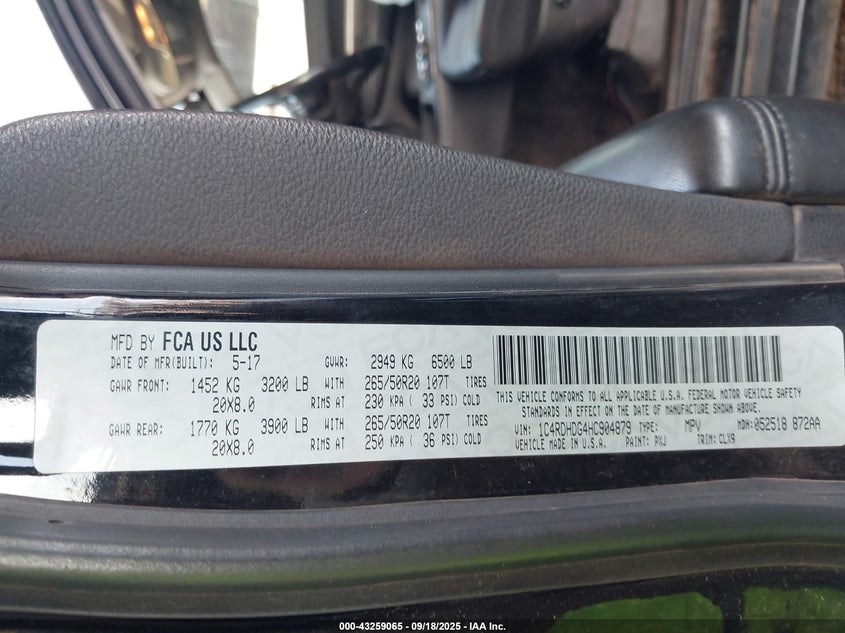 MFD BY FCA US LLC
DATE OF MFR(BUILT): 5-17 GVWR: 2949 KG 6500 LB
GAWR FRONT: 1452 KG 3200 LB WITH 265/50R20 107T TIRES
20X8.0 RIMS AT 230 KPA ( 33 PSI) COLD
GAWR REAR: 1770 KG 3900 LB WITH 265/50R20 107T TIRES
20X8.0 RIMS AT 250 KPA ( 36 PSI) COLD
THIS VEHICLE CONFORMS TO ALL APPLICABLE U.S.A. FEDERAL MOTOR VEHICLE SAFETY
STANDARDS IN EFFECT ON THE DATE OF MANUFACTURE SHOWN ABOVE.
VIN: 1C4RDHDG4HC904879 TYPE: MPV MDH: 052518 872AA
VEHICLE MADE IN U.S.A. PAINT: PXJ TRIM: CLX9
000-43259065 - 09/18/2025 - IAA Inc.